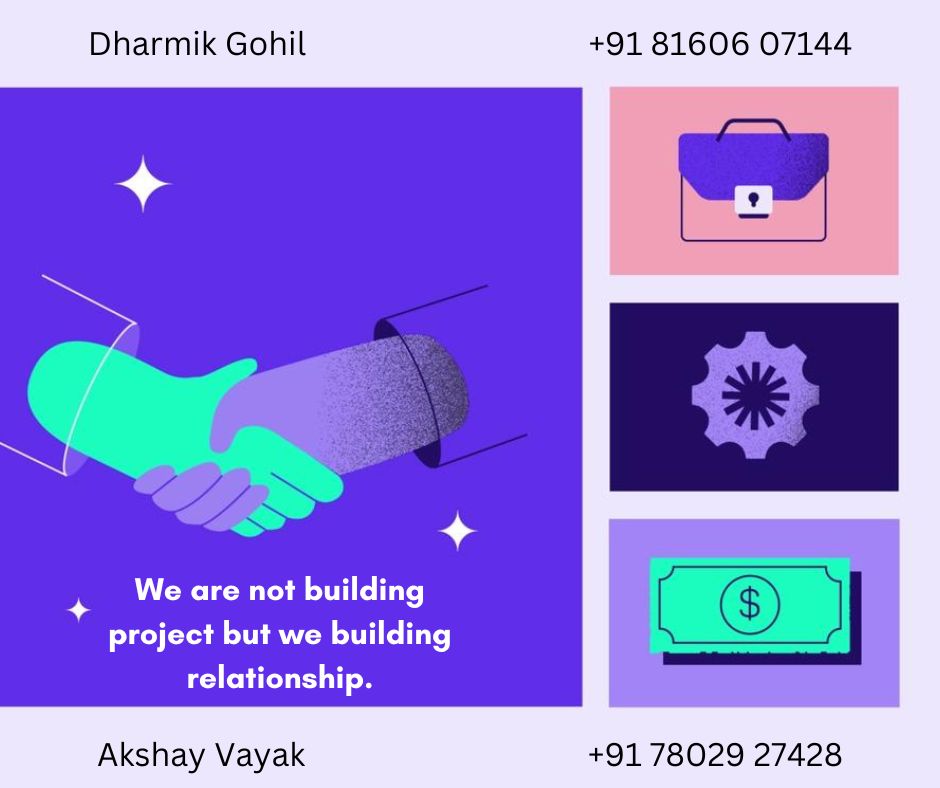 Dharmik Gohil
+91 81606 07144
$
We are not building
project but we building
relationship.
Akshay Vayak
+91 78029 27428